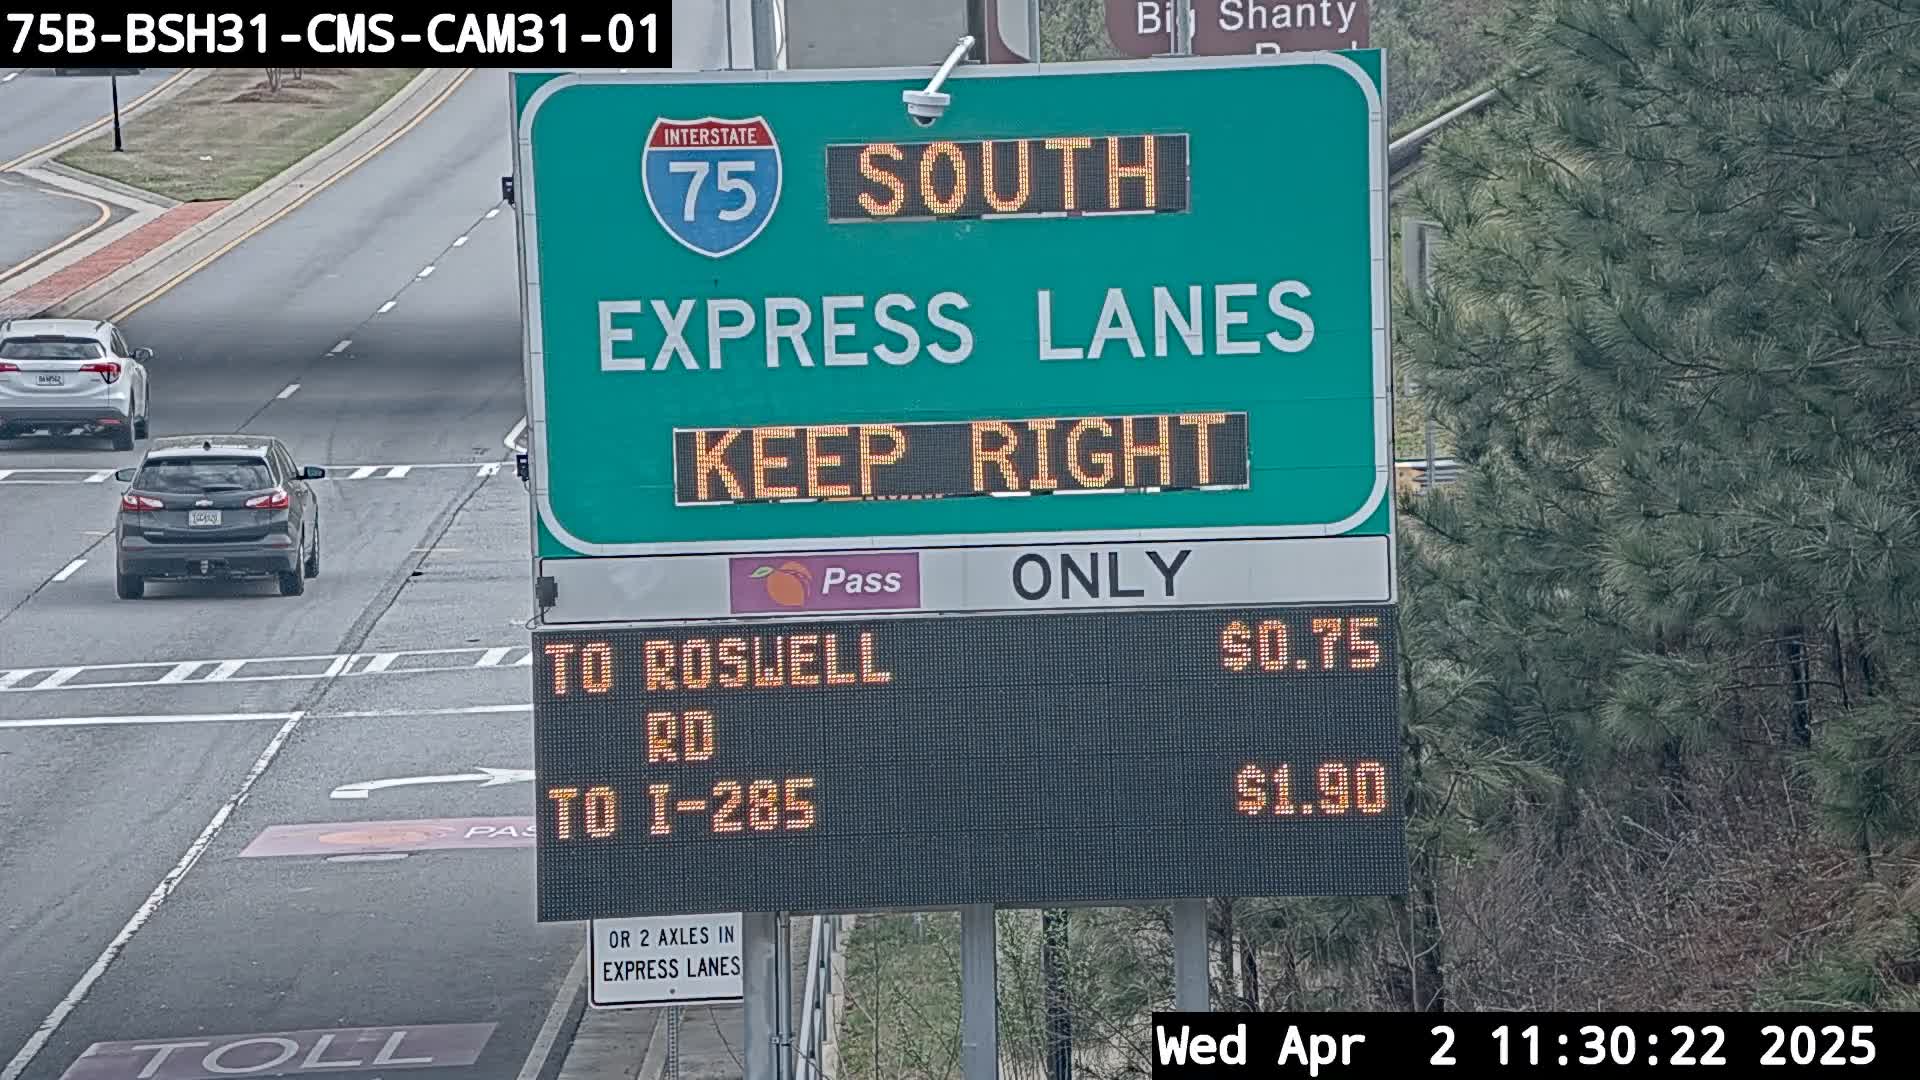 75B-BSH31-CMS-CAM31-01
Big Shanty
Road
INTERSTATE
75
SOUTH
EXPRESS LANES
KEEP RIGHT
Pass
ONLY
TO ROSWELL $0.75
RD
TO I-285 $1.90
PAS
OR 2 AXLES IN
EXPRESS LANES
TOLL
Wed Apr 2 11:30:22 2025